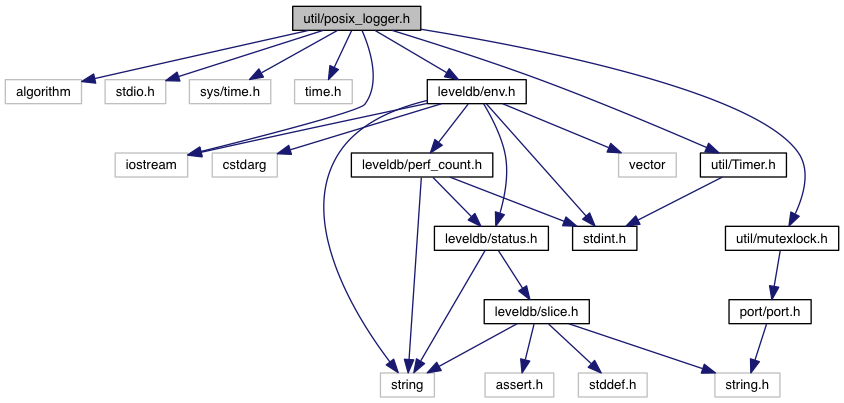 util/posix_logger.h
algorithm
stdio.h
sys/time.h
time.h
leveldb/env.h
iostream
cstdarg
leveldb/perf_count.h
vector
util/Timer.h
leveldb/status.h
stdint.h
util/mutexlock.h
leveldb/slice.h
port/port.h
string
assert.h
stddef.h
string.h